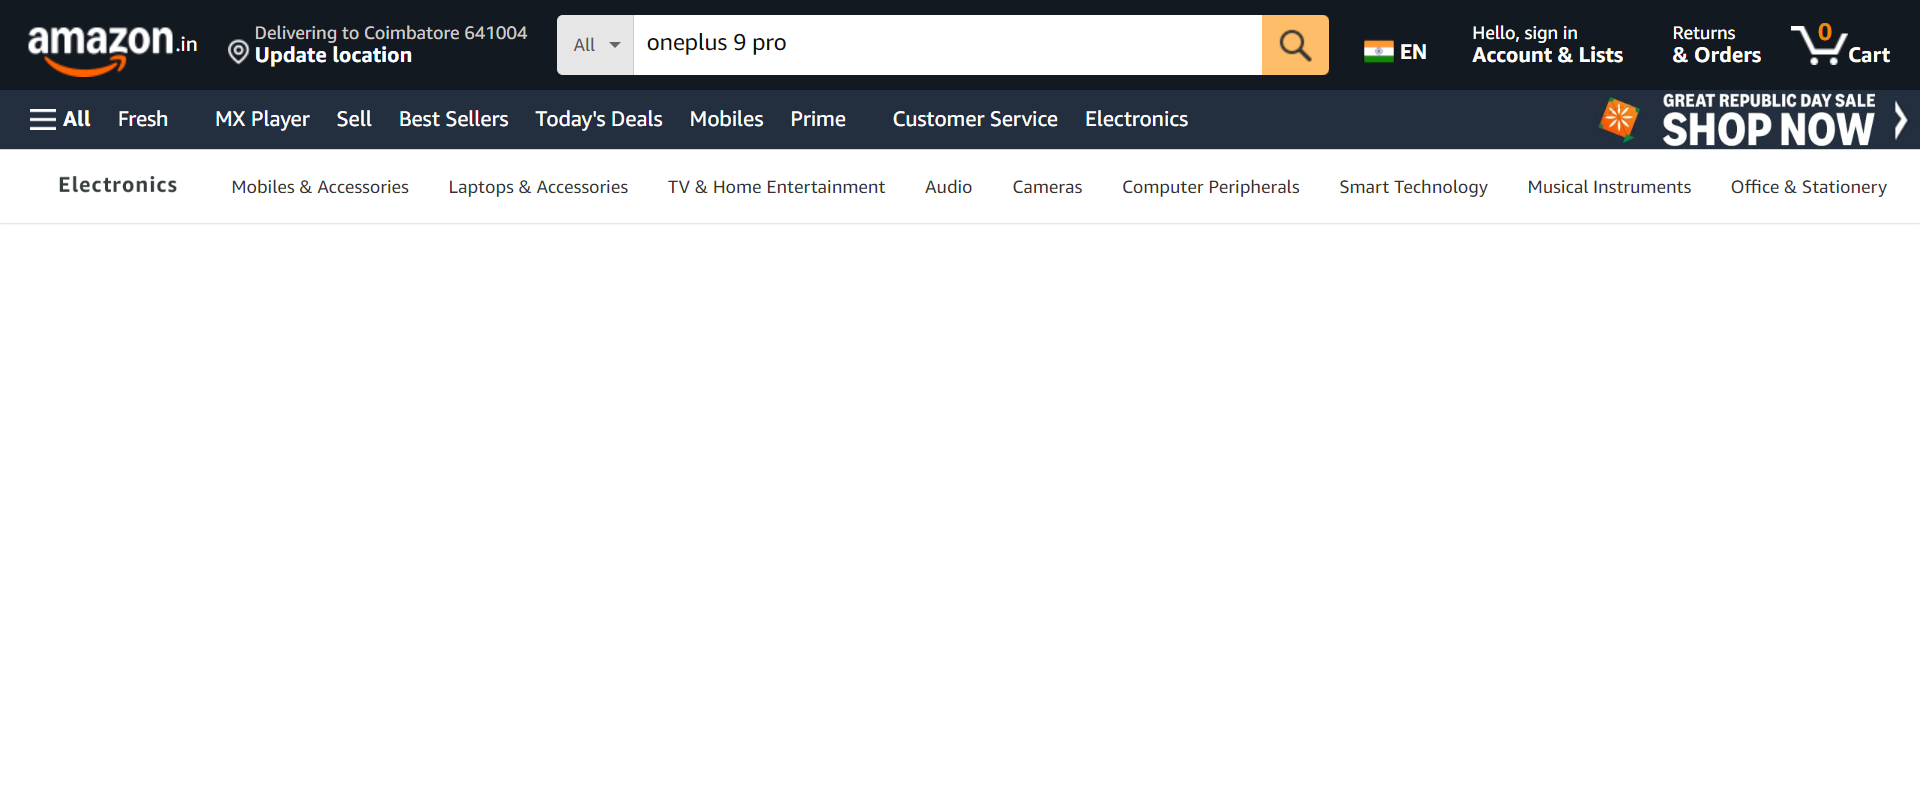 amazon.in
Delivering to Coimbatore 641004
Update location
All
oneplus 9 pro
EN
Hello, sign in
Account & Lists
Returns
& Orders
0
Cart
All
Fresh
MX Player
Sell
Best Sellers
Today's Deals
Mobiles
Prime
Customer Service
Electronics
GREAT REPUBLIC DAY SALE
SHOP NOW
Electronics
Mobiles & Accessories
Laptops & Accessories
TV & Home Entertainment
Audio
Cameras
Computer Peripherals
Smart Technology
Musical Instruments
Office & Stationery